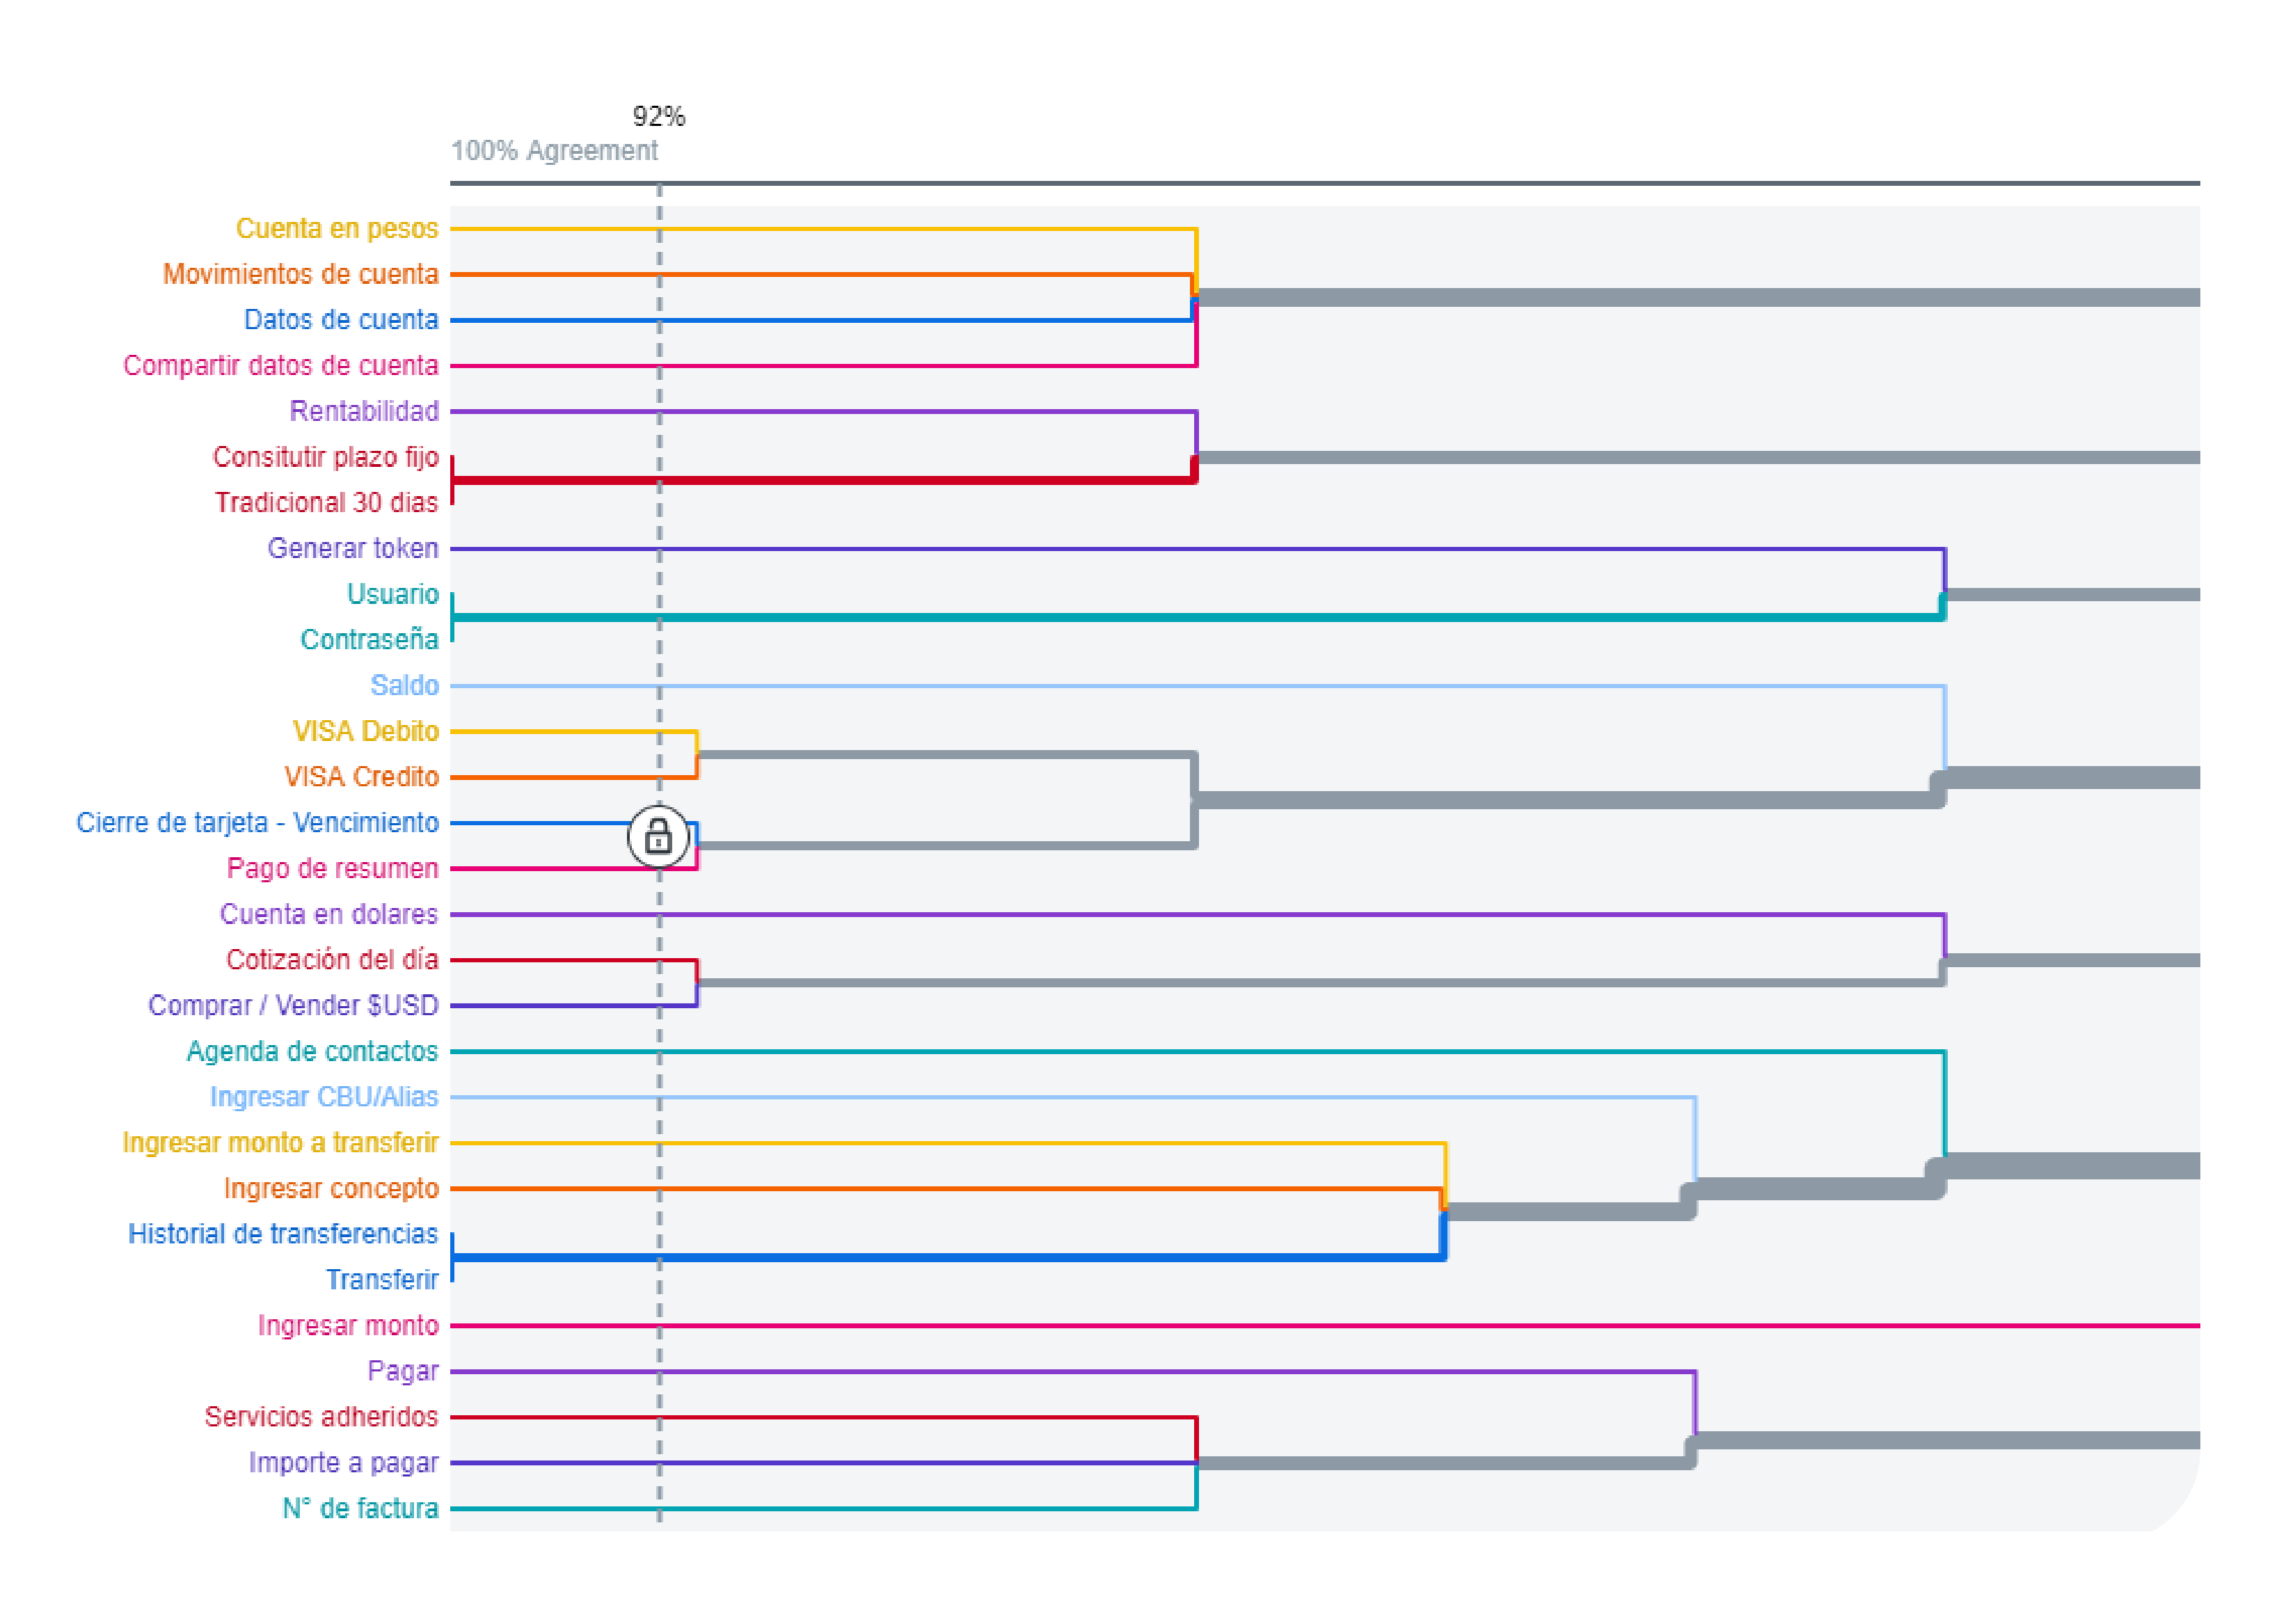 92%
100% Agreement
Cuenta en pesos
Movimientos de cuenta
Datos de cuenta
Compartir datos de cuenta
Rentabilidad
Consitutir plazo fijo
Tradicional 30 dias
Generar token
Usuario
Contraseña
Saldo
VISA Debito
VISA Credito
Cierre de tarjeta - Vencimiento
Pago de resumen
Cuenta en dolares
Cotización del día
Comprar / Vender $USD
Agenda de contactos
Ingresar CBU/Alias
Ingresar monto a transferir
Ingresar concepto
Historial de transferencias
Transferir
Ingresar monto
Pagar
Servicios adheridos
Importe a pagar
N° de factura